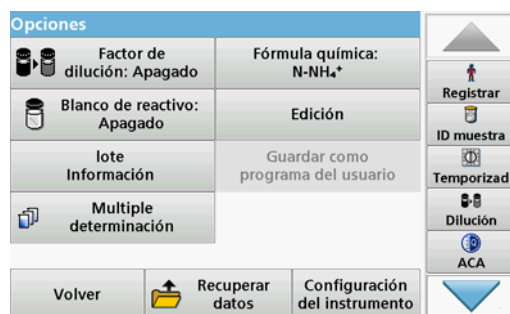 Opciones
Factor de
dilución: Apagado
Fórmula química:
N-NH₄⁺
Blanco de reactivo:
Apagado
Edición
lote
Información
Guardar como
programa del usuario
Multiple
determinación
Volver
Recuperar
datos
Configuración
del instrumento
Registrar
ID muestra
Temporizad
Dilución
ACA